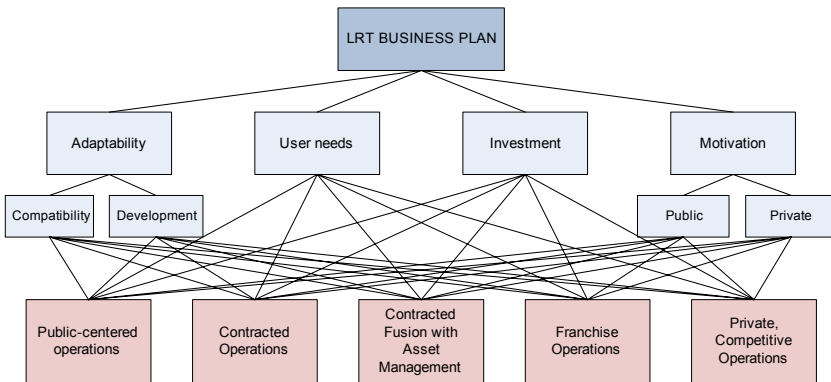 LRT BUSINESS PLAN
Adaptability
User needs
Investment
Motivation
Compatibility
Development
Public
Private
Public-centered
operations
Contracted
Operations
Contracted
Fusion with
Asset
Management
Franchise
Operations
Private,
Competitive
Operations